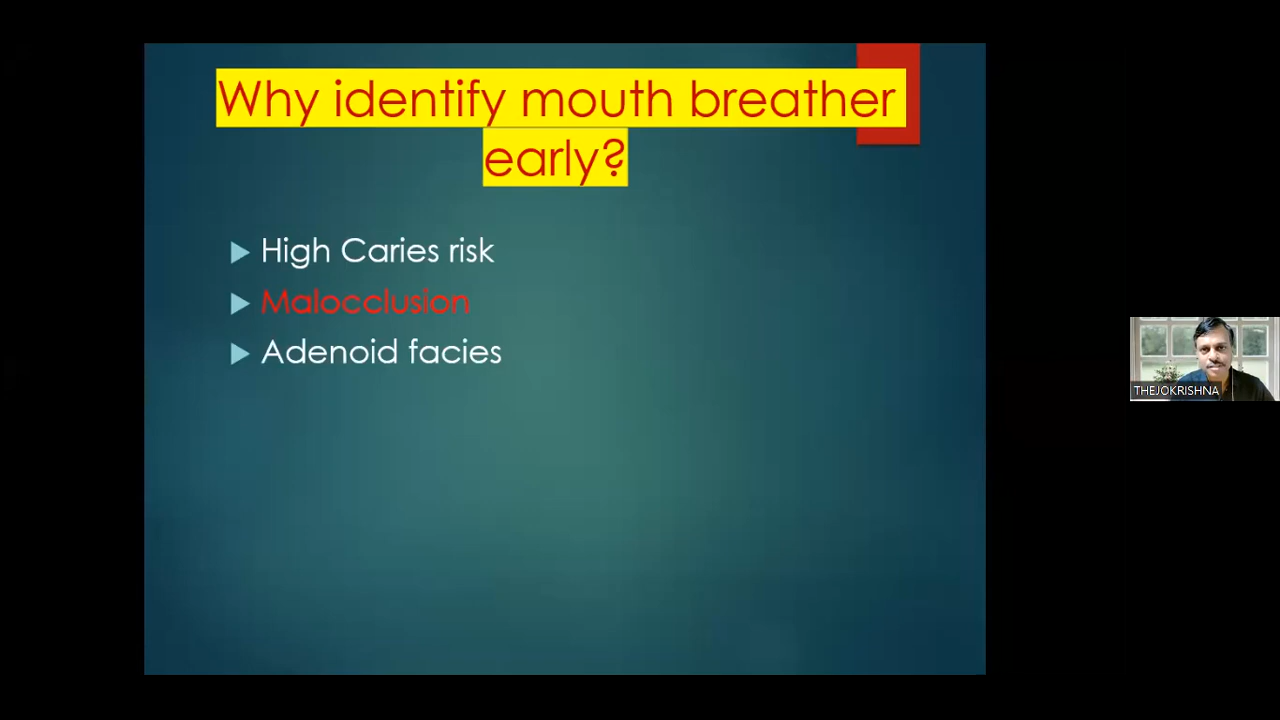 Why identify mouth breather
early?
High Caries risk
Malocclusion
Adenoid facies
THEJOKRISHNA